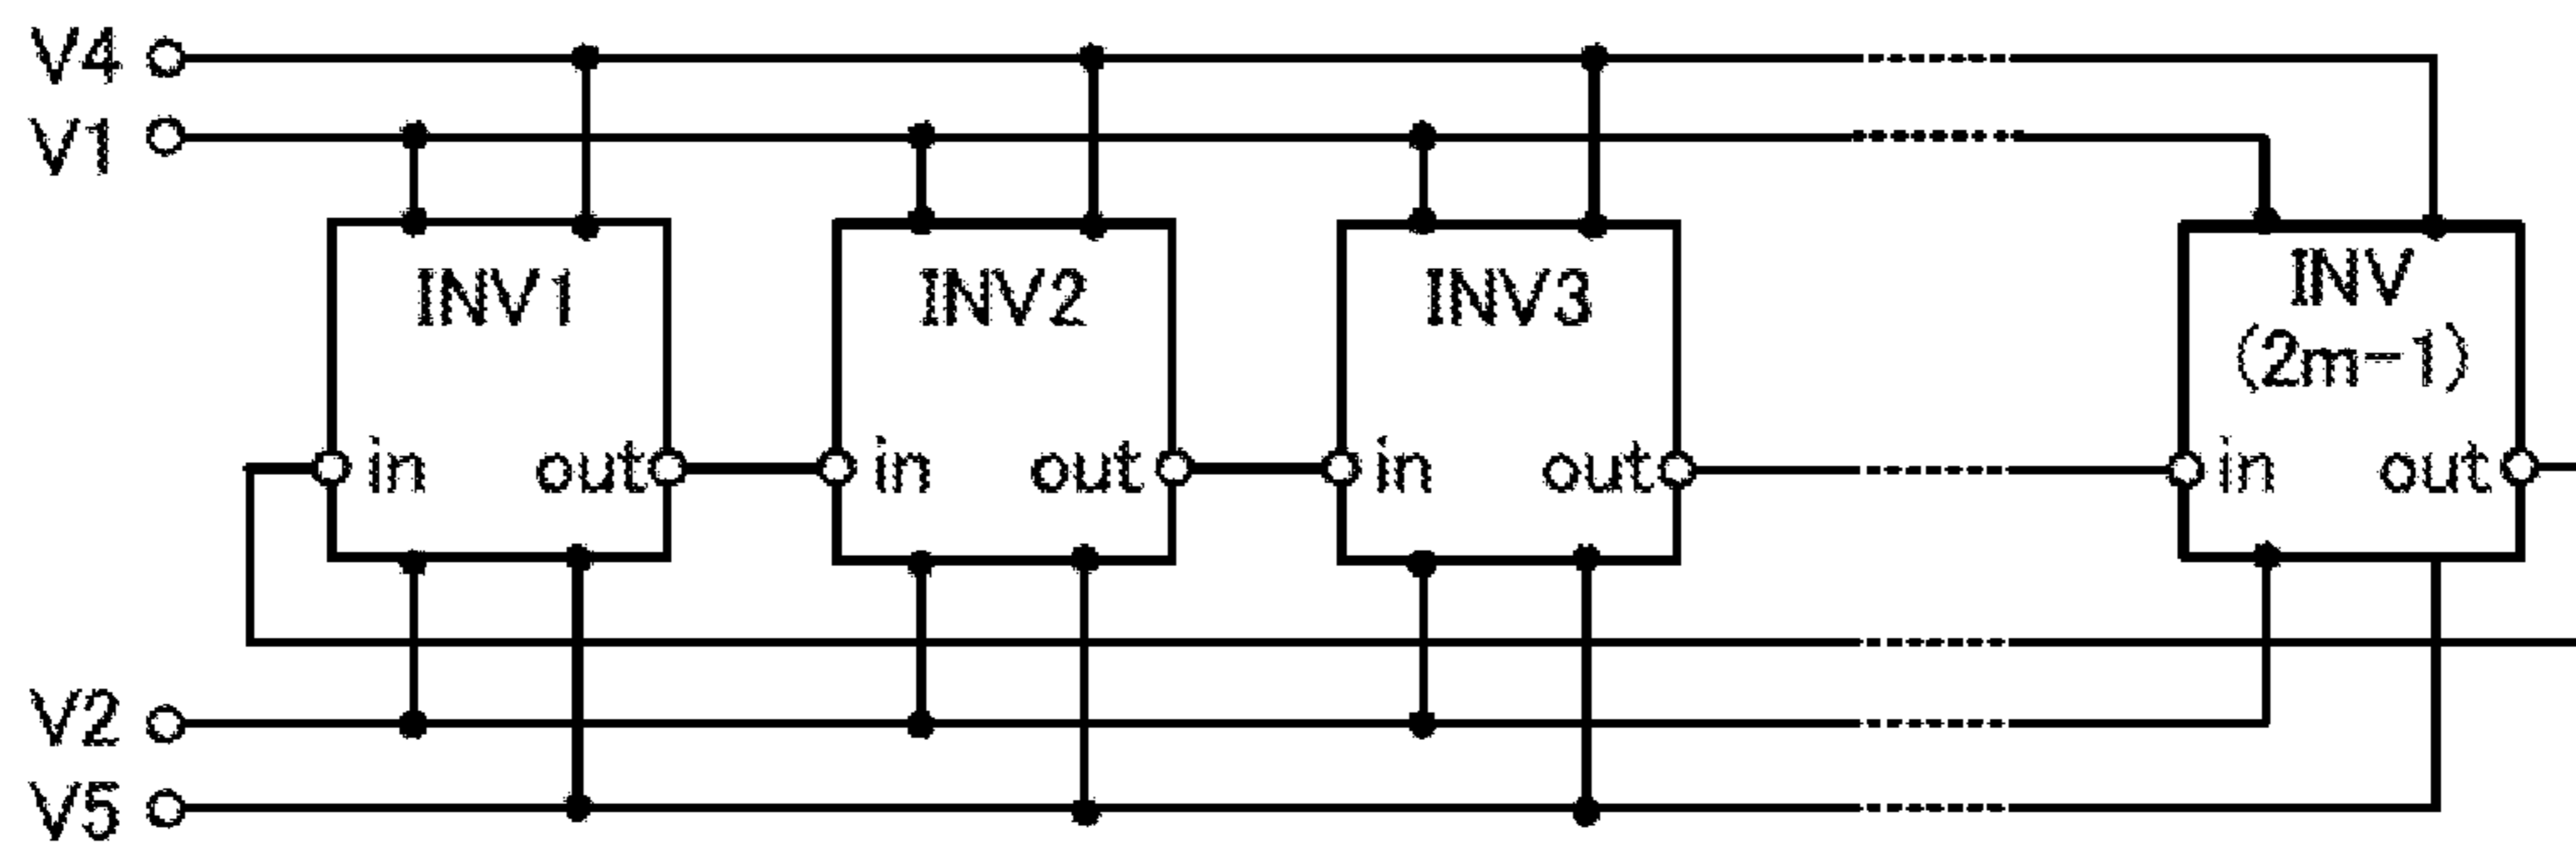 V4
V1
INV1
INV2
INV3
INV
(2m-1)
in out in out in out in out
V2
V5